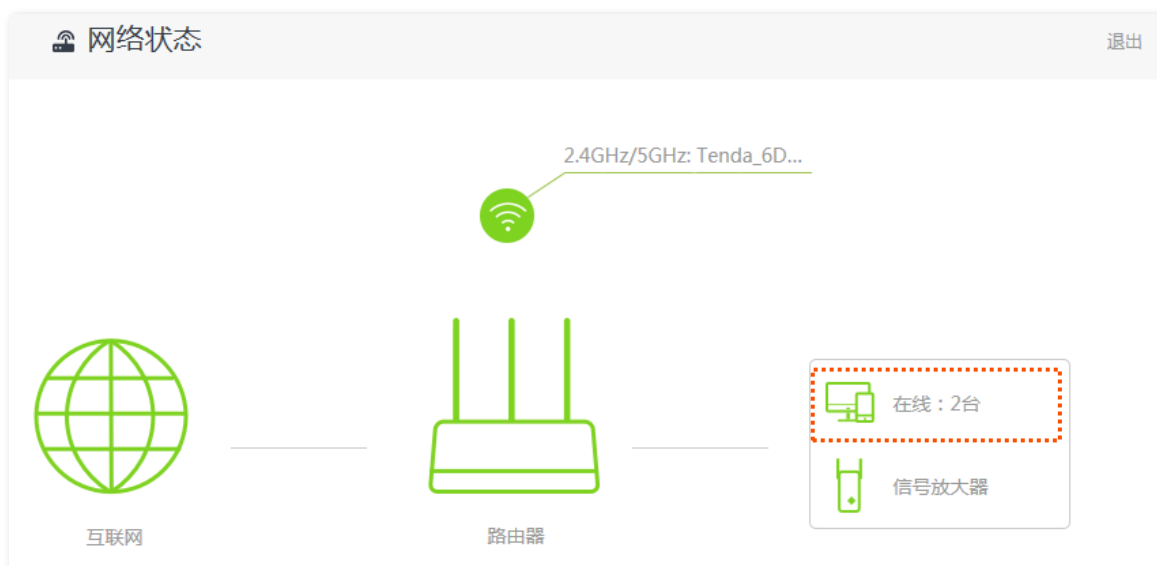 网络状态
退出
2.4GHz/5GHz: Tenda_6D...
在线：2台
信号放大器
互联网
路由器